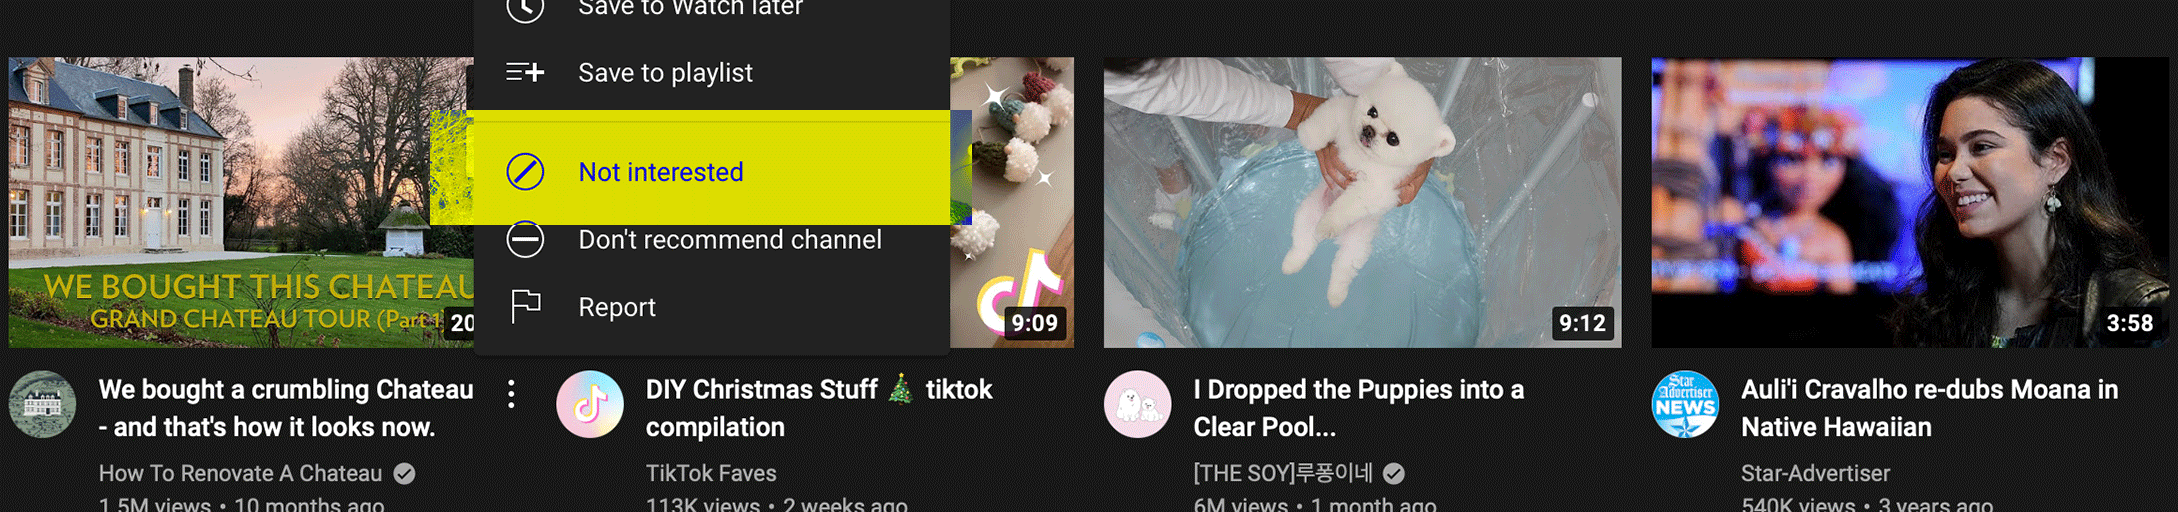 Save to Watch later
Save to playlist
Not interested
Don't recommend channel
Report
WE BOUGHT THIS CHATEAU
GRAND CHATEAU TOUR (Part 1
20
9:09
9:12
3:58
We bought a crumbling Chateau
- and that's how it looks now.
How To Renovate A Chateau
1.5M views • 10 months ago
DIY Christmas Stuff 🎄 tiktok
compilation
TikTok Faves
113K views • 2 weeks ago
I Dropped the Puppies into a
Clear Pool...
[THE SOY]루퐁이네
6M views • 1 month ago
Star
Advertiser
NEWS
Auli'i Cravalho re-dubs Moana in
Native Hawaiian
Star-Advertiser
540K views • 3 years ago